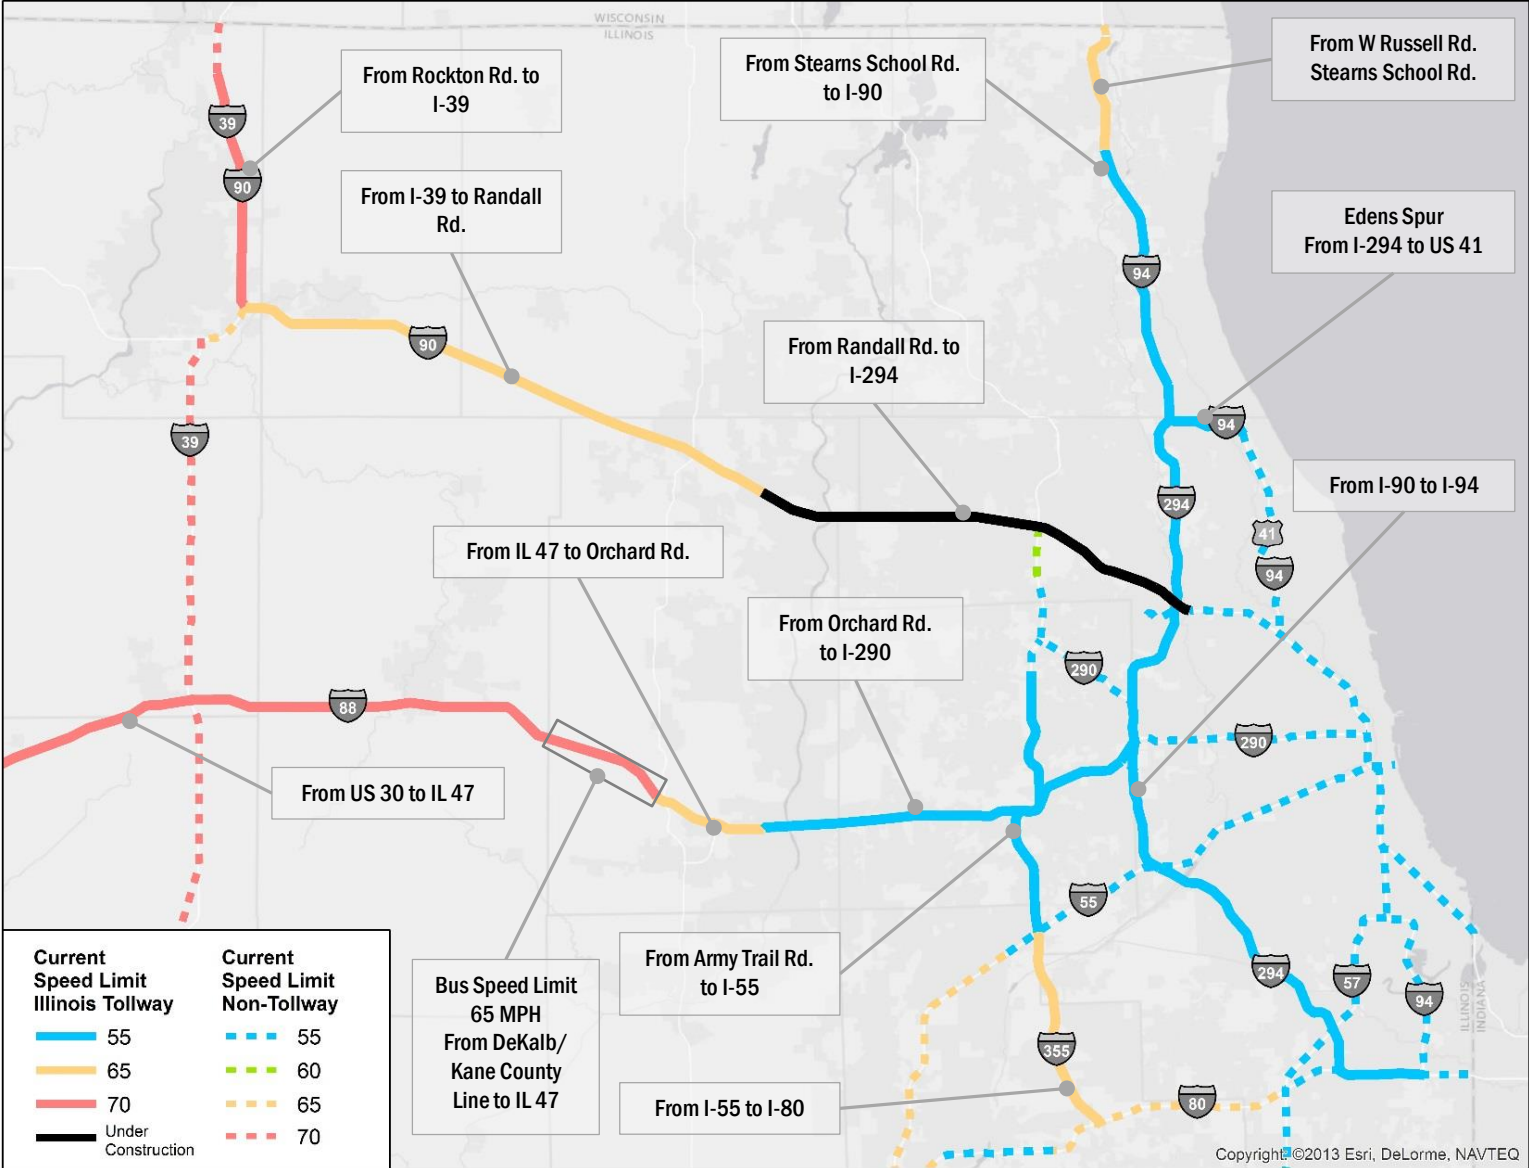 WISCONSIN
ILLINOIS
From Rockton Rd. to
I-39
From Stearns School Rd.
to I-90
From W Russell Rd.
Stearns School Rd.
39
90
From I-39 to Randall
Rd.
Edens Spur
From I-294 to US 41
94
90
From Randall Rd. to
I-294
94
39
From I-90 to I-94
294
41
94
From IL 47 to Orchard Rd.
From Orchard Rd.
to I-290
290
88
290
From US 30 to IL 47
55
From Army Trail Rd.
to I-55
Bus Speed Limit
65 MPH
From DeKalb/
Kane County
Line to IL 47
294
57
94
ILLINOIS
INDIANA
355
From I-55 to I-80
80
Current
Speed Limit
Illinois Tollway
55
65
70
Under
Construction
Current
Speed Limit
Non-Tollway
55
60
65
70
Copyright: ©2013 Esri, DeLorme, NAVTEQ